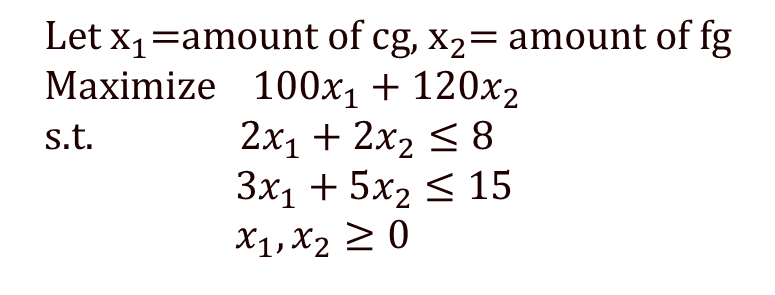 Let x₁=amount of cg, x₂= amount of fg
Maximize 100x₁ + 120x₂
s.t. 2x₁ + 2x₂ ≤ 8
3x₁ + 5x₂ ≤ 15
x₁, x₂ ≥ 0